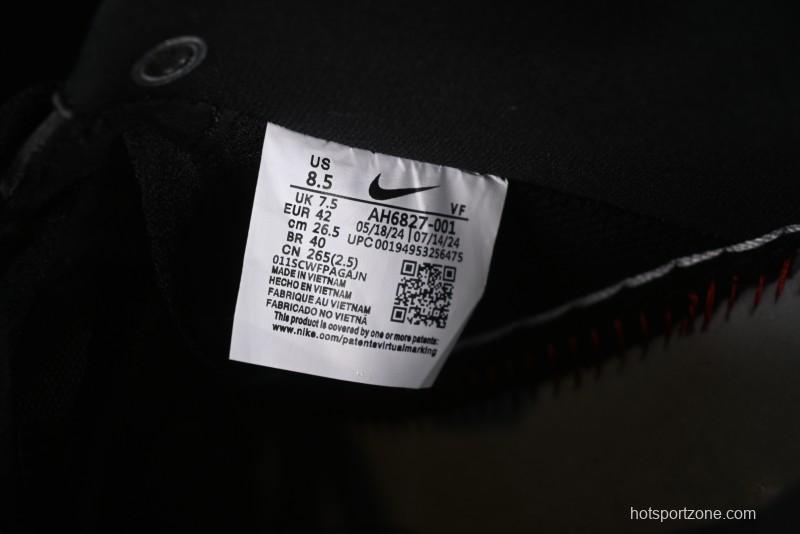 US
8.5
VF
UK 7.5
EUR 42
cm 26.5
BR 40
CN 265(2.5)
AH6827-001
05/18/24 | 07/14/24
UPC 00194953256475
011SCWFPAGAJN
MADE IN VIETNAM
HECHO EN VIETNAM
FABRIQUE AU VIETNAM
FABRICADO NO VIETNÃ
This product is covered by one or more patents:
www.nike.com/patentsvirtualmarking
hotsportzone.com